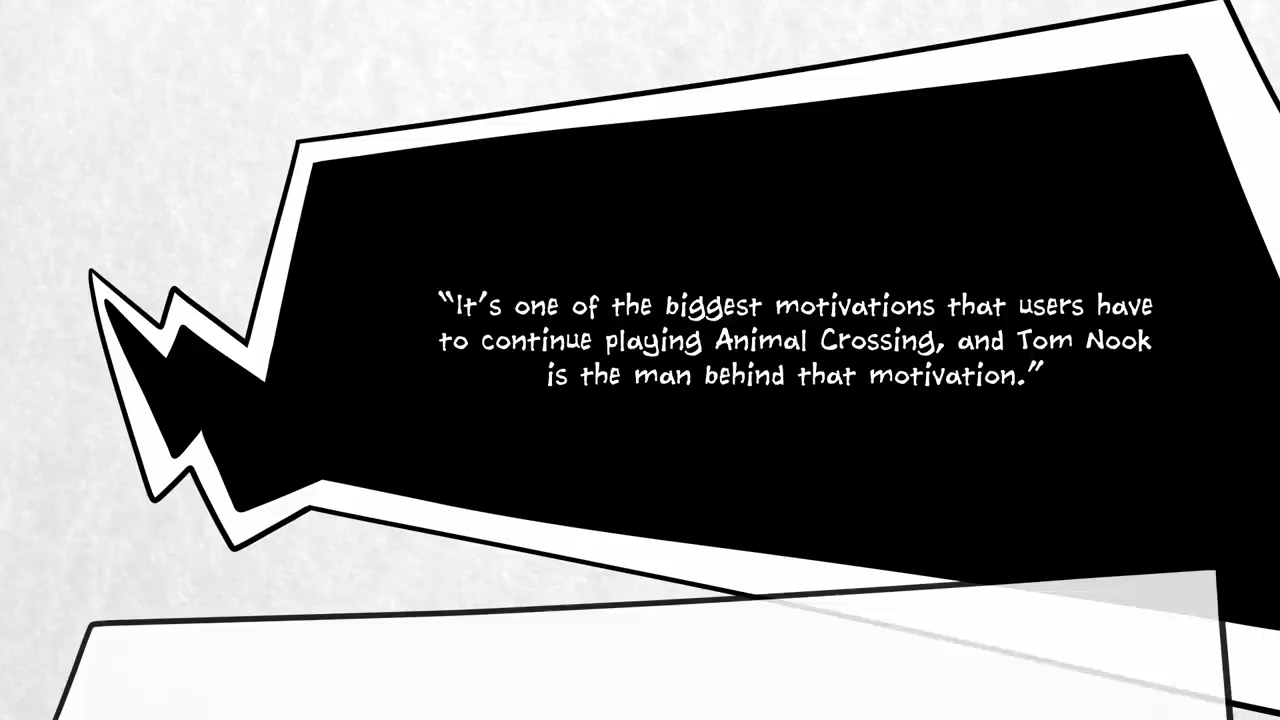 “It’s one of the biggest motivations that users have
to continue playing Animal Crossing, and Tom Nook
is the man behind that motivation.”